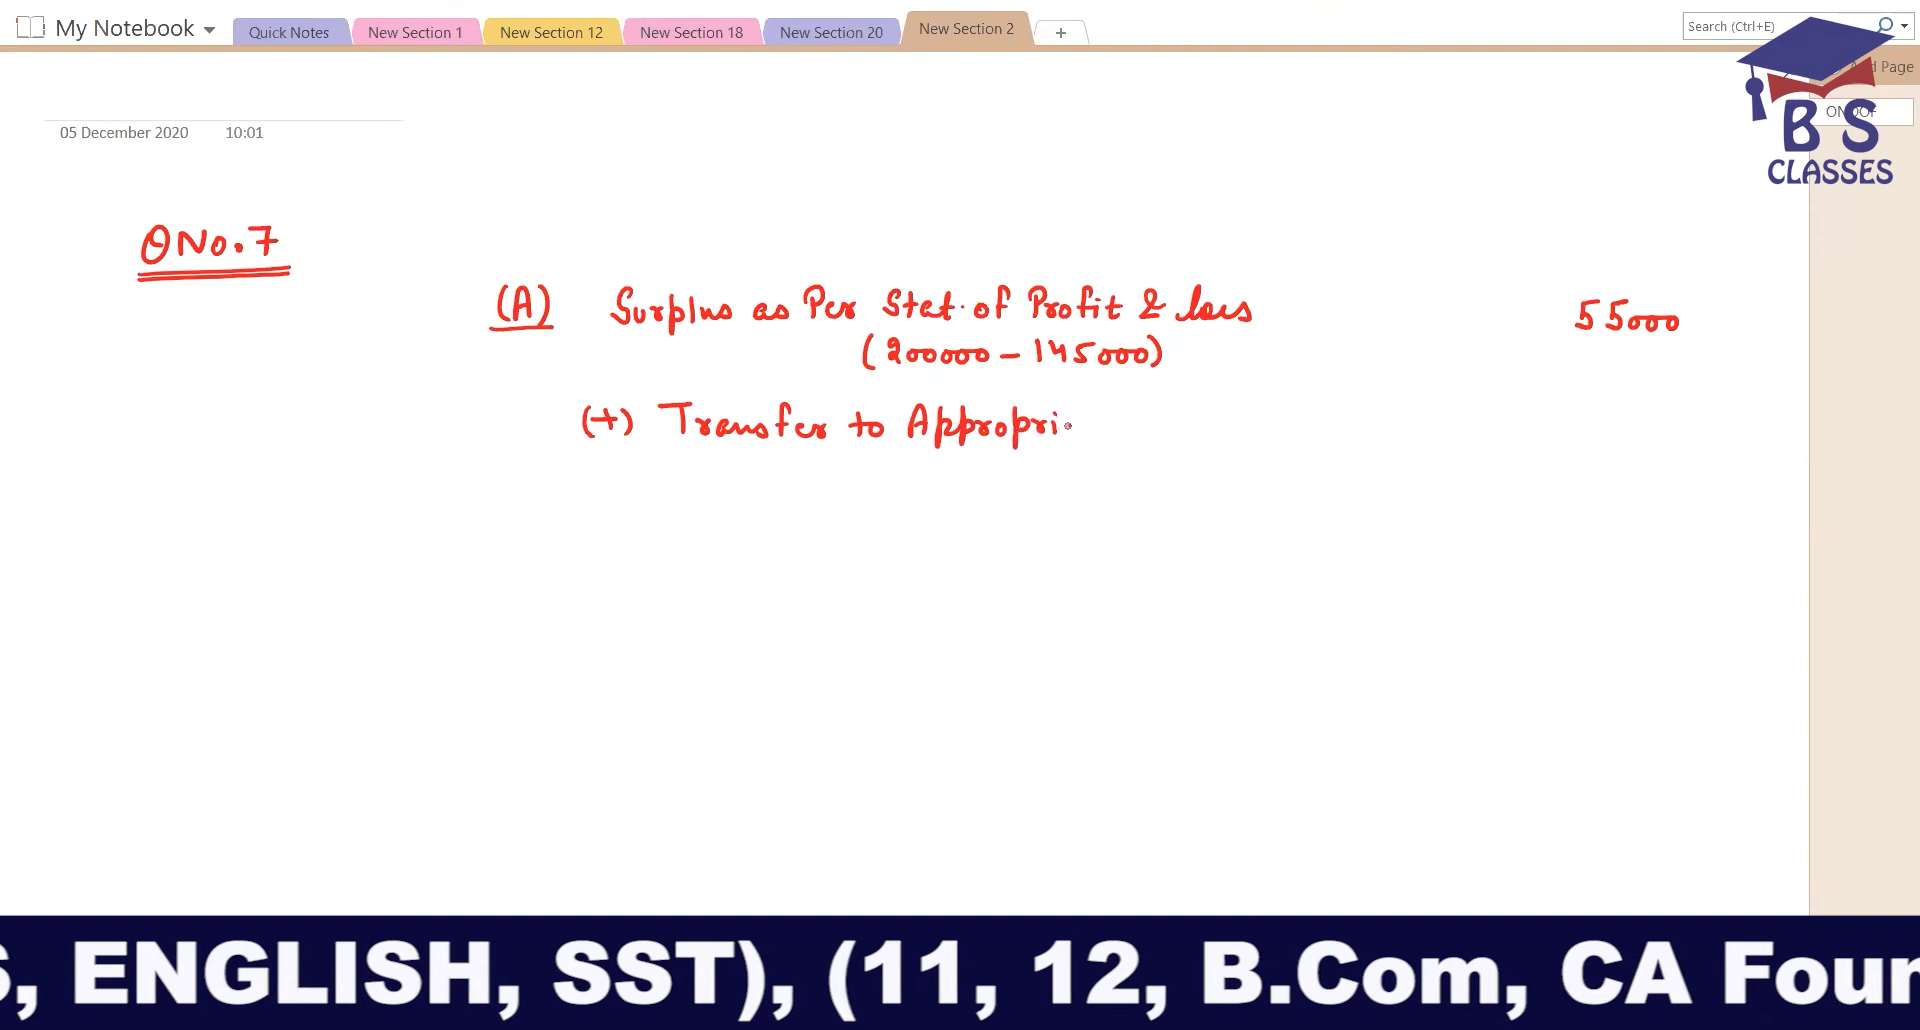 My Notebook
Quick Notes
New Section 1
New Section 12
New Section 18
New Section 20
New Section 2
+
Search (Ctrl+E)
Page
B S
CLASSES
05 December 2020 10:01
QNo.7
(A) Surplus as Per Stat. of Profit & loss 55000
(200000 - 145000)
(+) Transfer to Appropri
S, ENGLISH, SST), (11, 12, B.Com, CA Foun